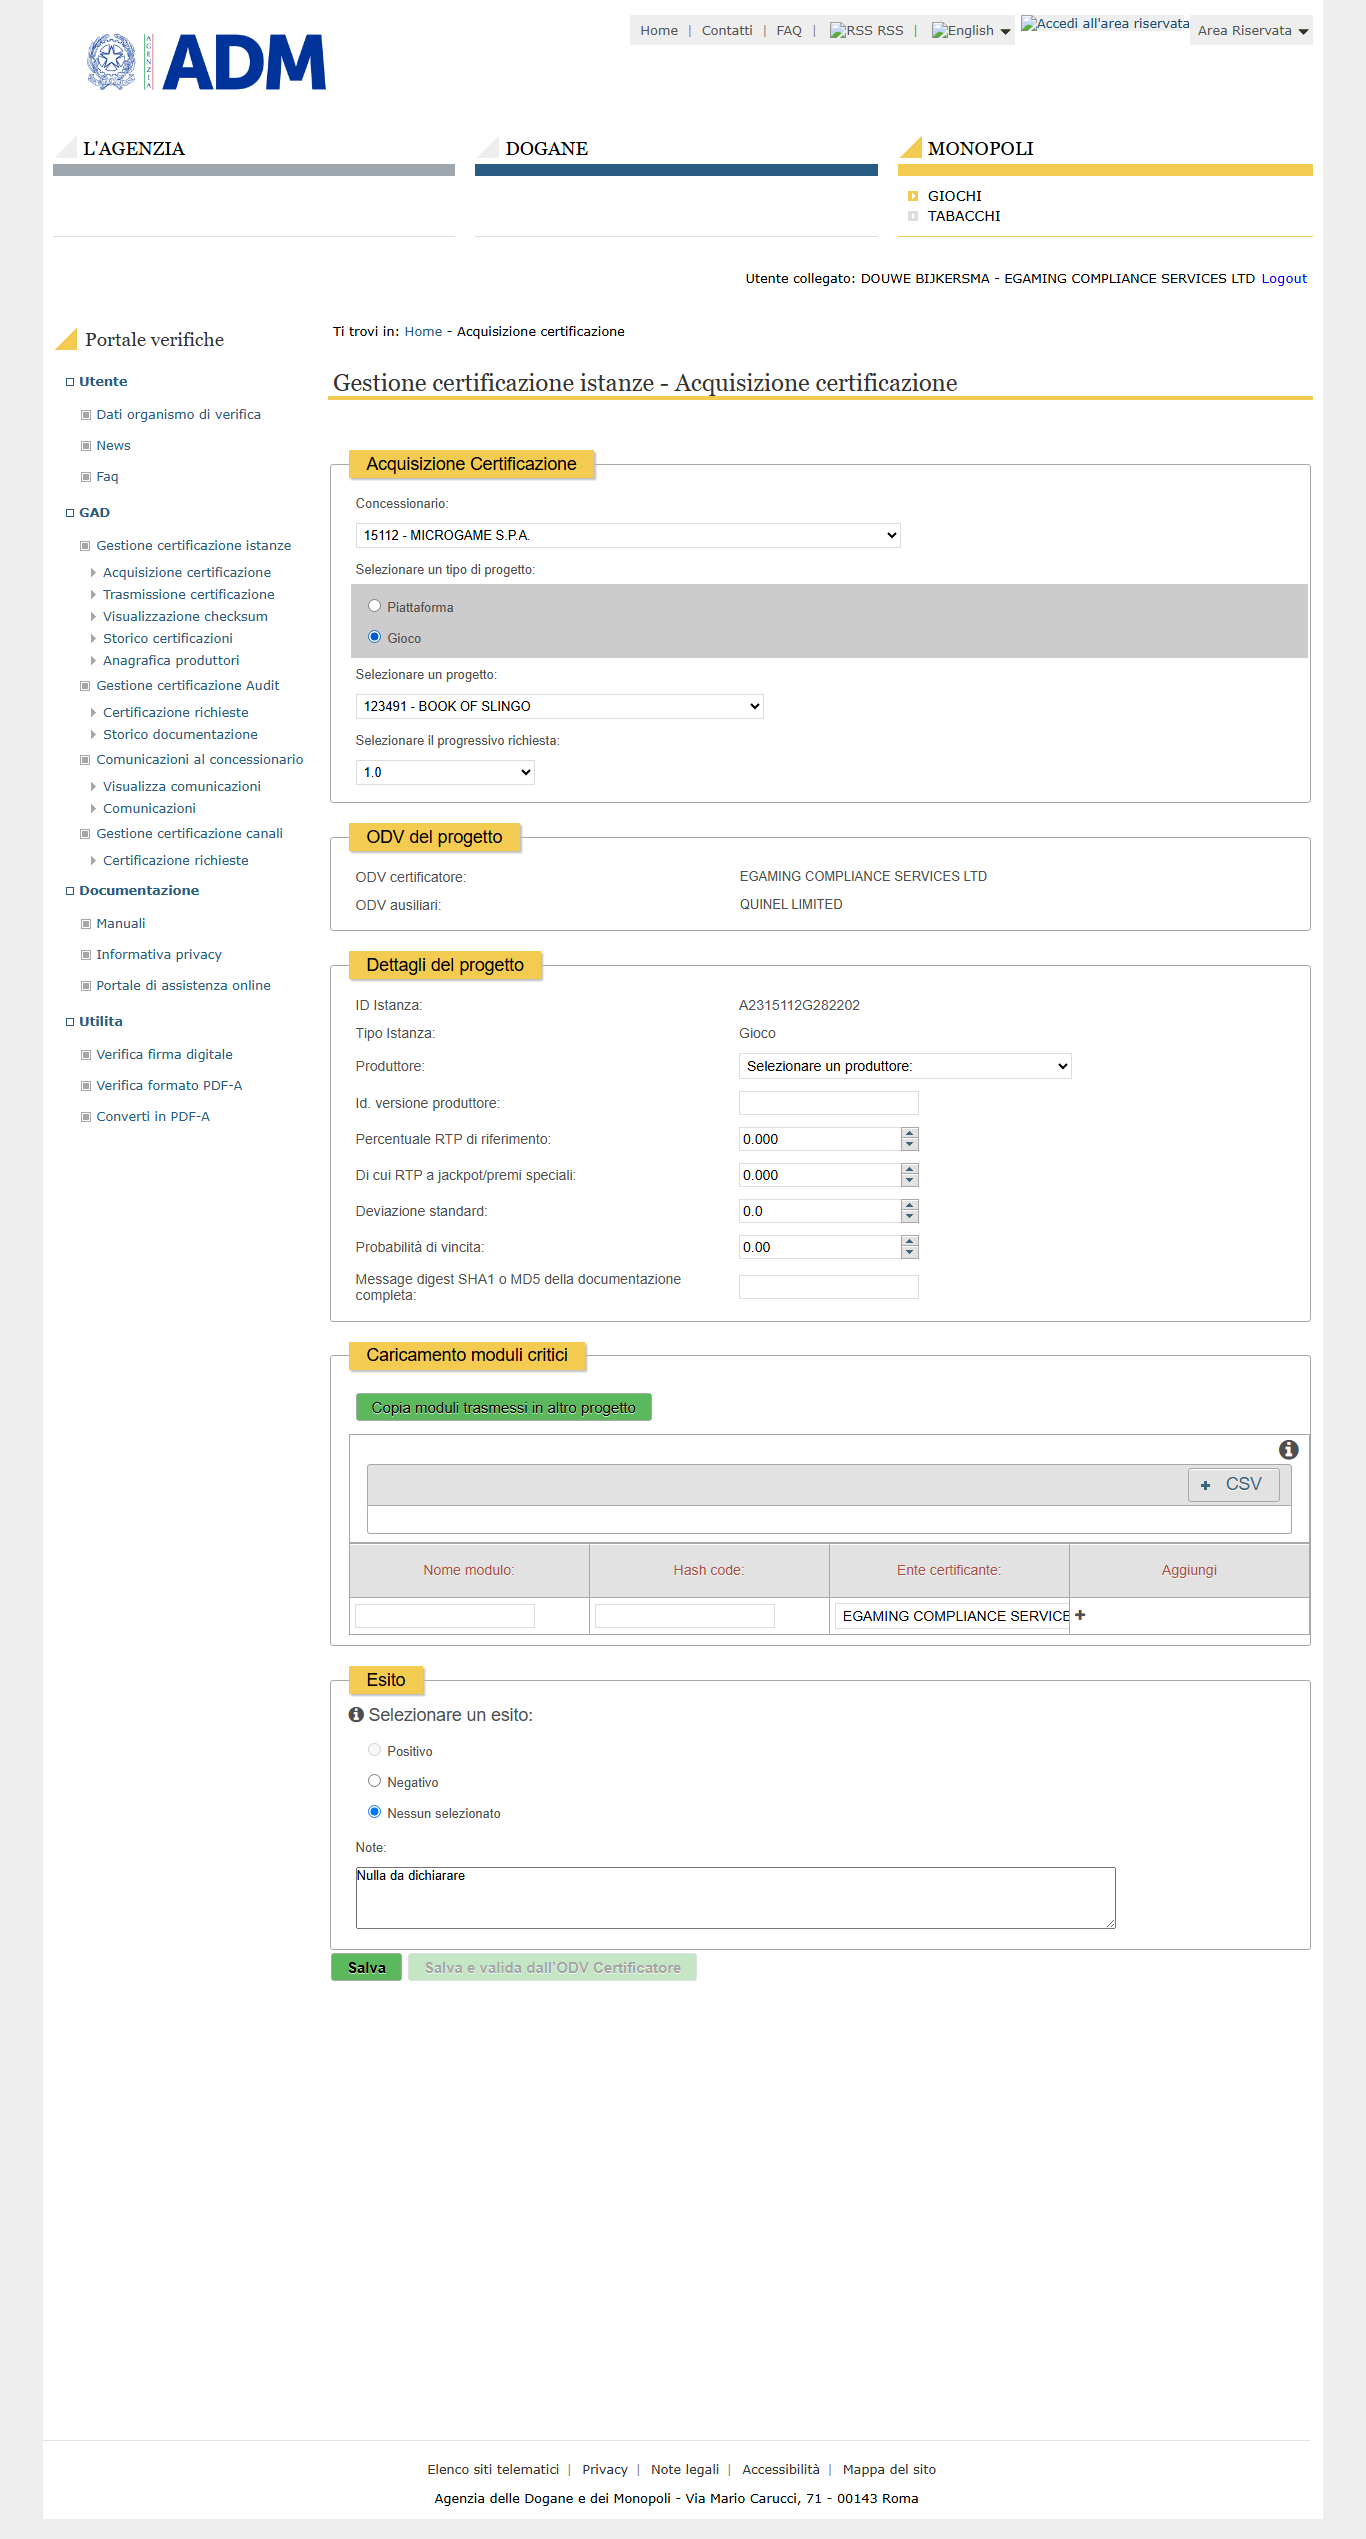 Home | Contatti | FAQ | RSS RSS | English
Accedi all'area riservata
Area Riservata
AGENZIA
ADM
L'AGENZIA
DOGANE
MONOPOLI
GIOCHI
TABACCHI
Utente collegato: DOUWE BIJKERSMA - EGAMING COMPLIANCE SERVICES LTD Logout
Portale verifiche
Utente
Dati organismo di verifica
News
Faq
GAD
Gestione certificazione istanze
Acquisizione certificazione
Trasmissione certificazione
Visualizzazione checksum
Storico certificazioni
Anagrafica produttori
Gestione certificazione Audit
Certificazione richieste
Storico documentazione
Comunicazioni al concessionario
Visualizza comunicazioni
Comunicazioni
Gestione certificazione canali
Certificazione richieste
Documentazione
Manuali
Informativa privacy
Portale di assistenza online
Utilita
Verifica firma digitale
Verifica formato PDF-A
Converti in PDF-A
Ti trovi in: Home - Acquisizione certificazione
Gestione certificazione istanze - Acquisizione certificazione
Acquisizione Certificazione
Concessionario:
15112 - MICROGAME S.P.A.
Selezionare un tipo di progetto:
Piattaforma
Gioco
Selezionare un progetto:
123491 - BOOK OF SLINGO
Selezionare il progressivo richiesta:
1.0
ODV del progetto
ODV certificatore: EGAMING COMPLIANCE SERVICES LTD
ODV ausiliari: QUINEL LIMITED
Dettagli del progetto
ID Istanza: A2315112G282202
Tipo Istanza: Gioco
Produttore: Selezionare un produttore:
Id. versione produttore:
Percentuale RTP di riferimento: 0.000
Di cui RTP a jackpot/premi speciali: 0.000
Deviazione standard: 0.0
Probabilità di vincita: 0.00
Message digest SHA1 o MD5 della documentazione
completa:
Caricamento moduli critici
Copia moduli trasmessi in altro progetto
CSV
Nome modulo: Hash code: Ente certificante: Aggiungi
EGAMING COMPLIANCE SERVICE
Esito
Selezionare un esito:
Positivo
Negativo
Nessun selezionato
Note:
Nulla da dichiarare
Salva
Salva e valida dall'ODV Certificatore
Elenco siti telematici | Privacy | Note legali | Accessibilità | Mappa del sito
Agenzia delle Dogane e dei Monopoli - Via Mario Carucci, 71 - 00143 Roma